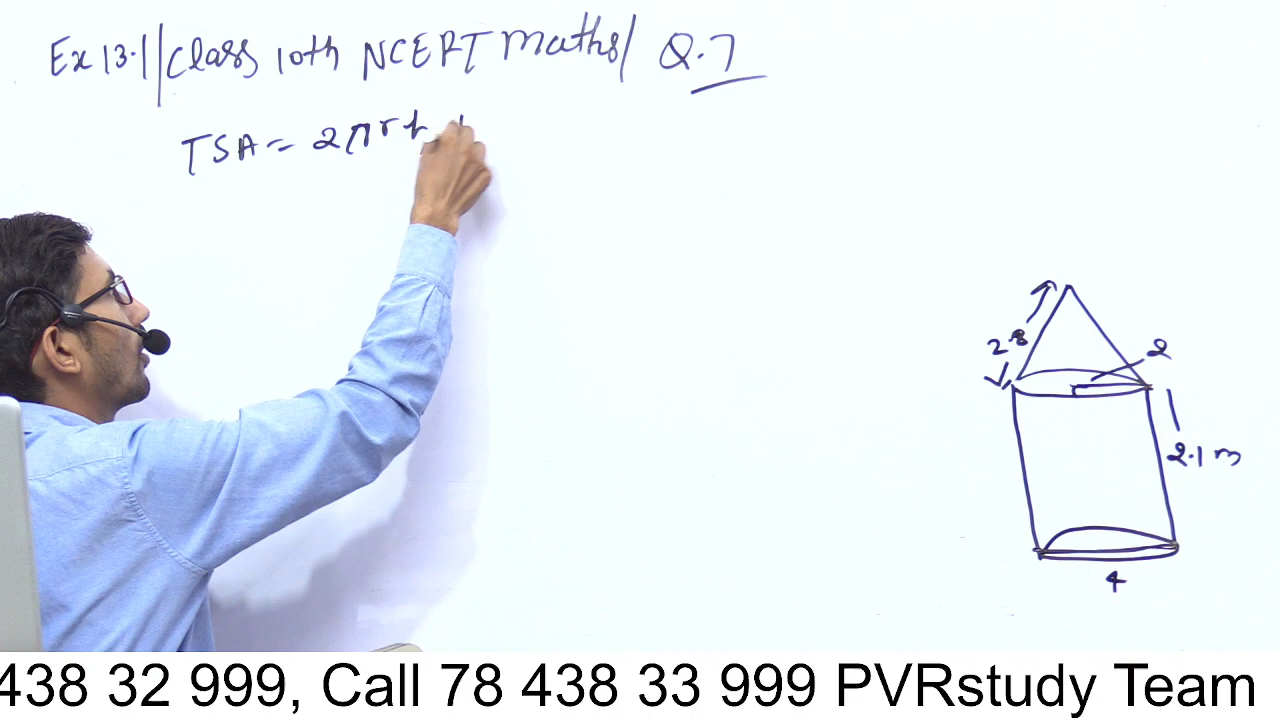 Ex 13.1/Class 10th NCERT Maths/ Q.7
TSA = 2πrh +
2.8
2
2.1 m
4
438 32 999, Call 78 438 33 999 PVRstudy Team